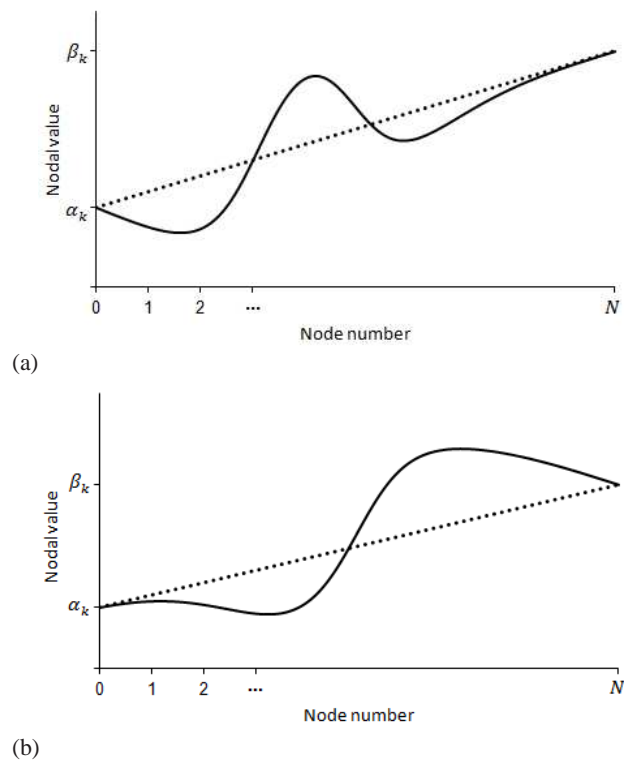 β_k
Nodal value
α_k
0 1 2 ... N
Node number
(a)
β_k
Nodal value
α_k
0 1 2 ... N
Node number
(b)